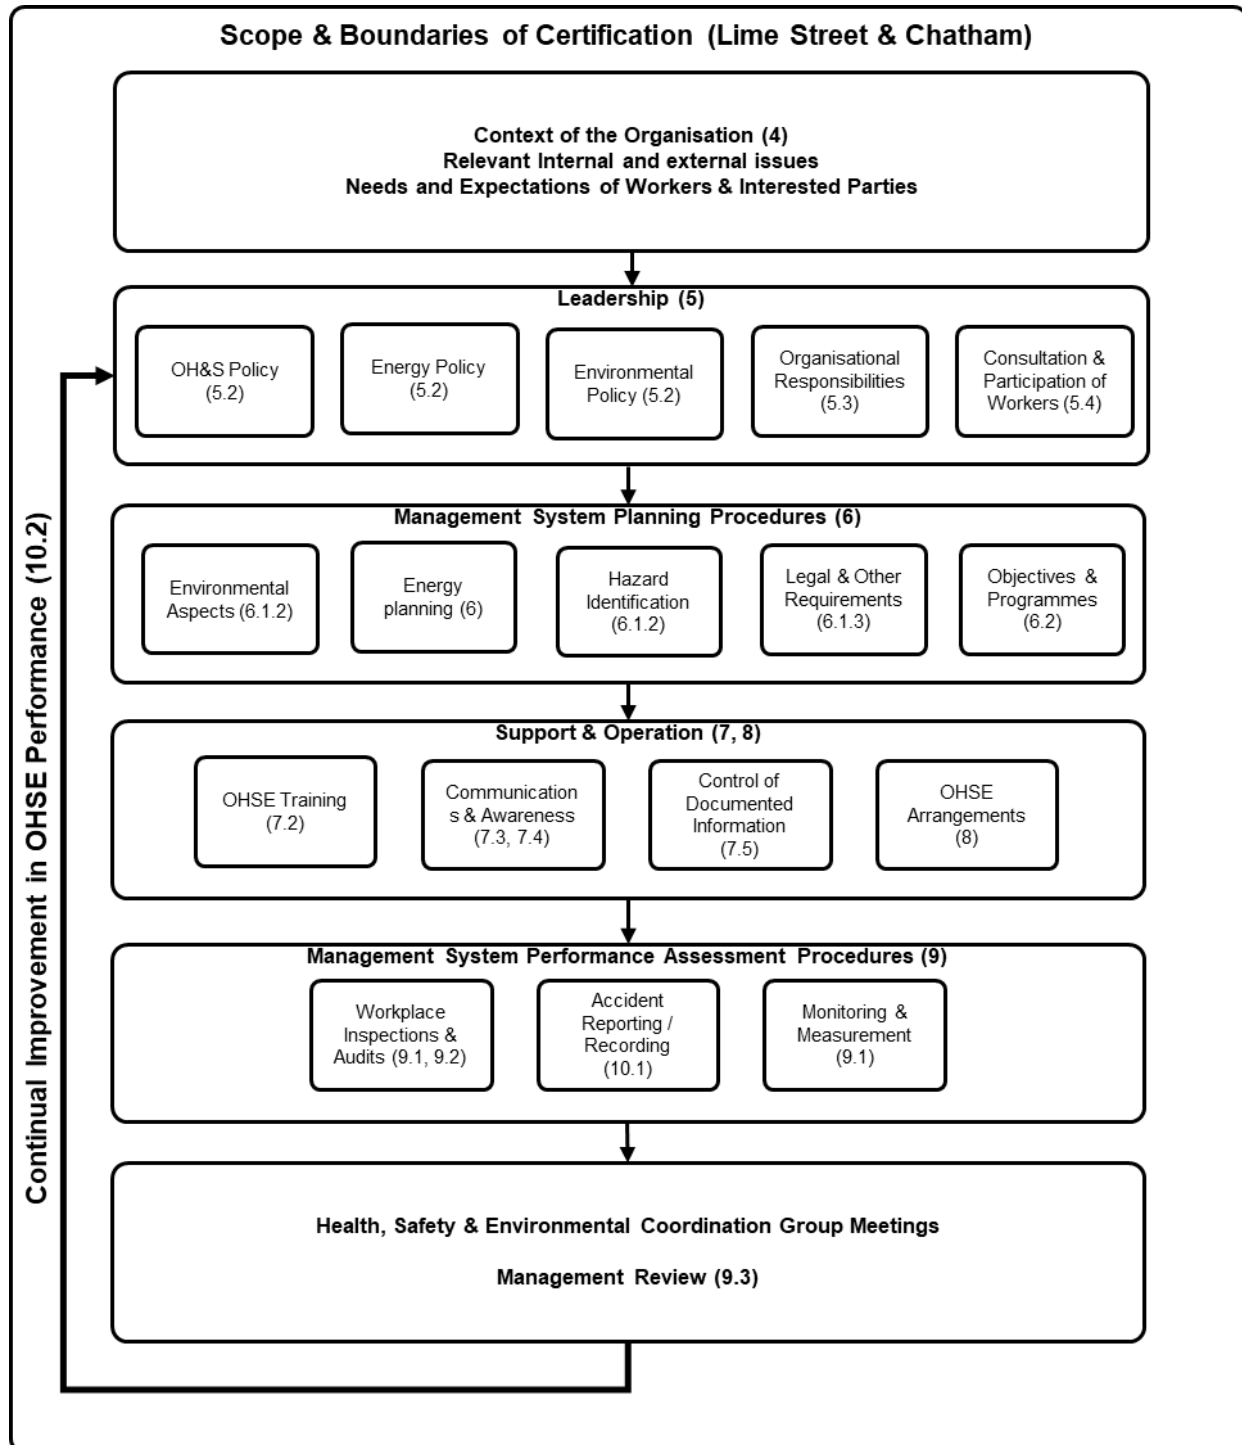 Scope & Boundaries of Certification (Lime Street & Chatham)
Context of the Organisation (4)
Relevant Internal and external issues
Needs and Expectations of Workers & Interested Parties
Leadership (5)
OH&S Policy
(5.2)
Energy Policy
(5.2)
Environmental
Policy (5.2)
Organisational
Responsibilities
(5.3)
Consultation &
Participation of
Workers (5.4)
Management System Planning Procedures (6)
Environmental
Aspects (6.1.2)
Energy
planning (6)
Hazard
Identification
(6.1.2)
Legal & Other
Requirements
(6.1.3)
Objectives &
Programmes
(6.2)
Support & Operation (7, 8)
OHSE Training
(7.2)
Communication
s & Awareness
(7.3, 7.4)
Control of
Documented
Information
(7.5)
OHSE
Arrangements
(8)
Management System Performance Assessment Procedures (9)
Workplace
Inspections &
Audits (9.1, 9.2)
Accident
Reporting /
Recording
(10.1)
Monitoring &
Measurement
(9.1)
Health, Safety & Environmental Coordination Group Meetings
Management Review (9.3)
Continual Improvement in OHSE Performance (10.2)